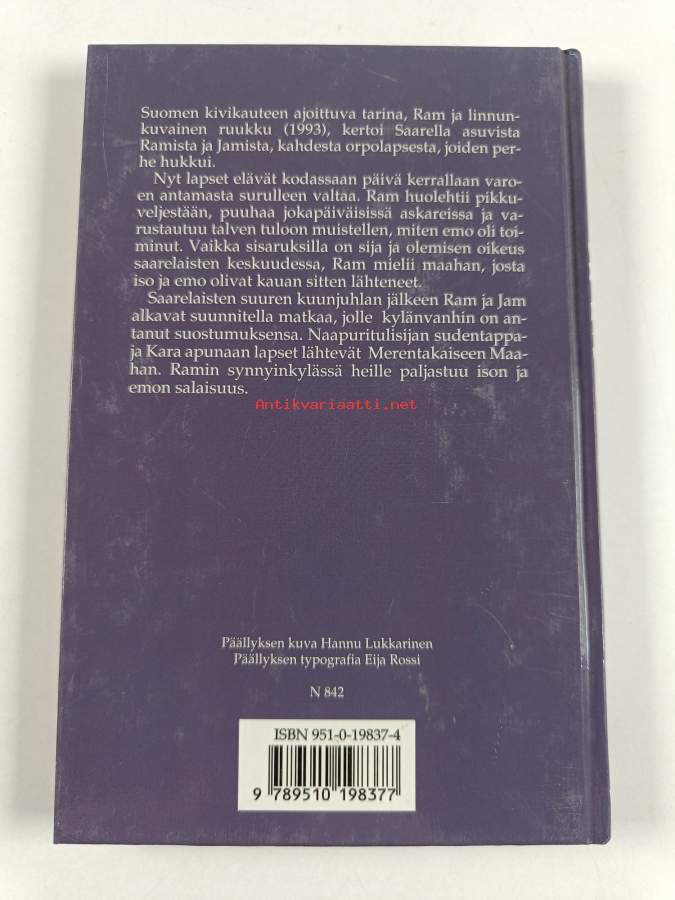 Suomen kivikauteen ajoittuva tarina, Ram ja linnun-
kuvainen ruukku (1993), kertoi Saarella asuvista
Ramista ja Jamista, kahdesta orpolapsesta, joiden per-
he hukkui.
Nyt lapset elävät kodassaan päivä kerrallaan varo-
en antamasta surulleen valtaa. Ram huolehtii pikku-
veljestään, puuhaa jokapäiväisissä askareissa ja va-
rustautuu talven tuloon muistellen, miten emo oli toi-
minut. Vaikka sisaruksilla on sija ja olemisen oikeus
saarelaisten keskuudessa, Ram mielii maahan, josta
iso ja emo olivat kauan sitten lähteneet.
Saarelaisten suuren kuunjuhlan jälkeen Ram ja Jam
alkavat suunnitella matkaa, jolle kylänvanhin on an-
tanut suostumuksensa. Naapuritulisijan sudentappa-
ja Kara apunaan lapset lähtevät Merentakaiseen Maa-
han. Ramin synnyinkylässä heille paljastuu ison ja
emon salaisuus.
Antikvariaatti.net
Päällyksen kuva Hannu Lukkarinen
Päällyksen typografia Eija Rossi
N 842
ISBN 951-0-19837-4
9 789510 198377